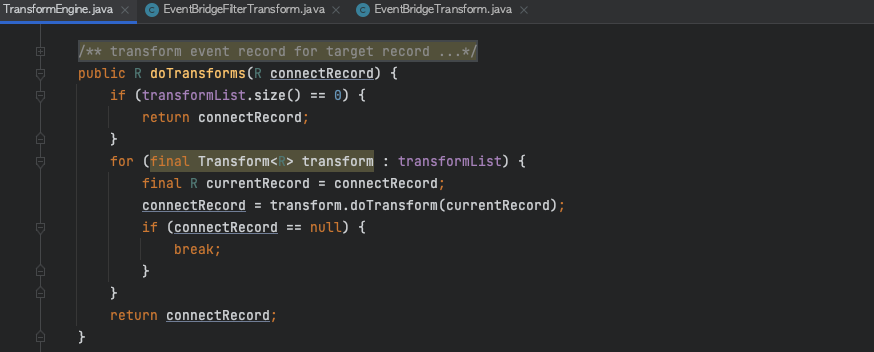 TransformEngine.java × EventBridgeFilterTransform.java × EventBridgeTransform.java ×
/** transform event record for target record ...*/
public R doTransforms(R connectRecord) {
if (transformList.size() == 0) {
return connectRecord;
}
for (final Transform<R> transform : transformList) {
final R currentRecord = connectRecord;
connectRecord = transform.doTransform(currentRecord);
if (connectRecord == null) {
break;
}
}
return connectRecord;
}